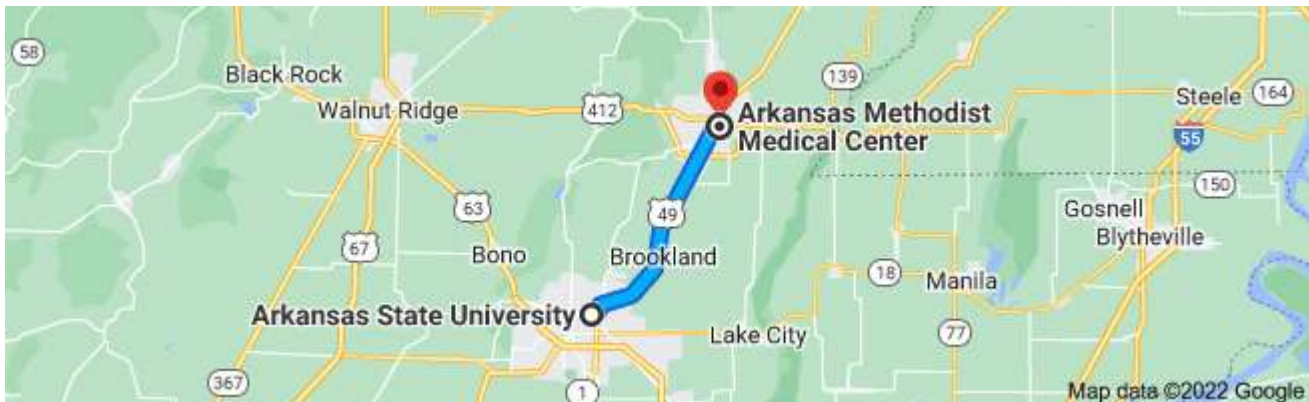 58
Black Rock
Walnut Ridge
412
139
Steele
164
Arkansas Methodist
Medical Center
55
150
63
49
Gosnell
67
Bono
Brookland
Blytheville
18
Manila
Arkansas State University
Lake City
77
367
1
Map data ©2022 Google